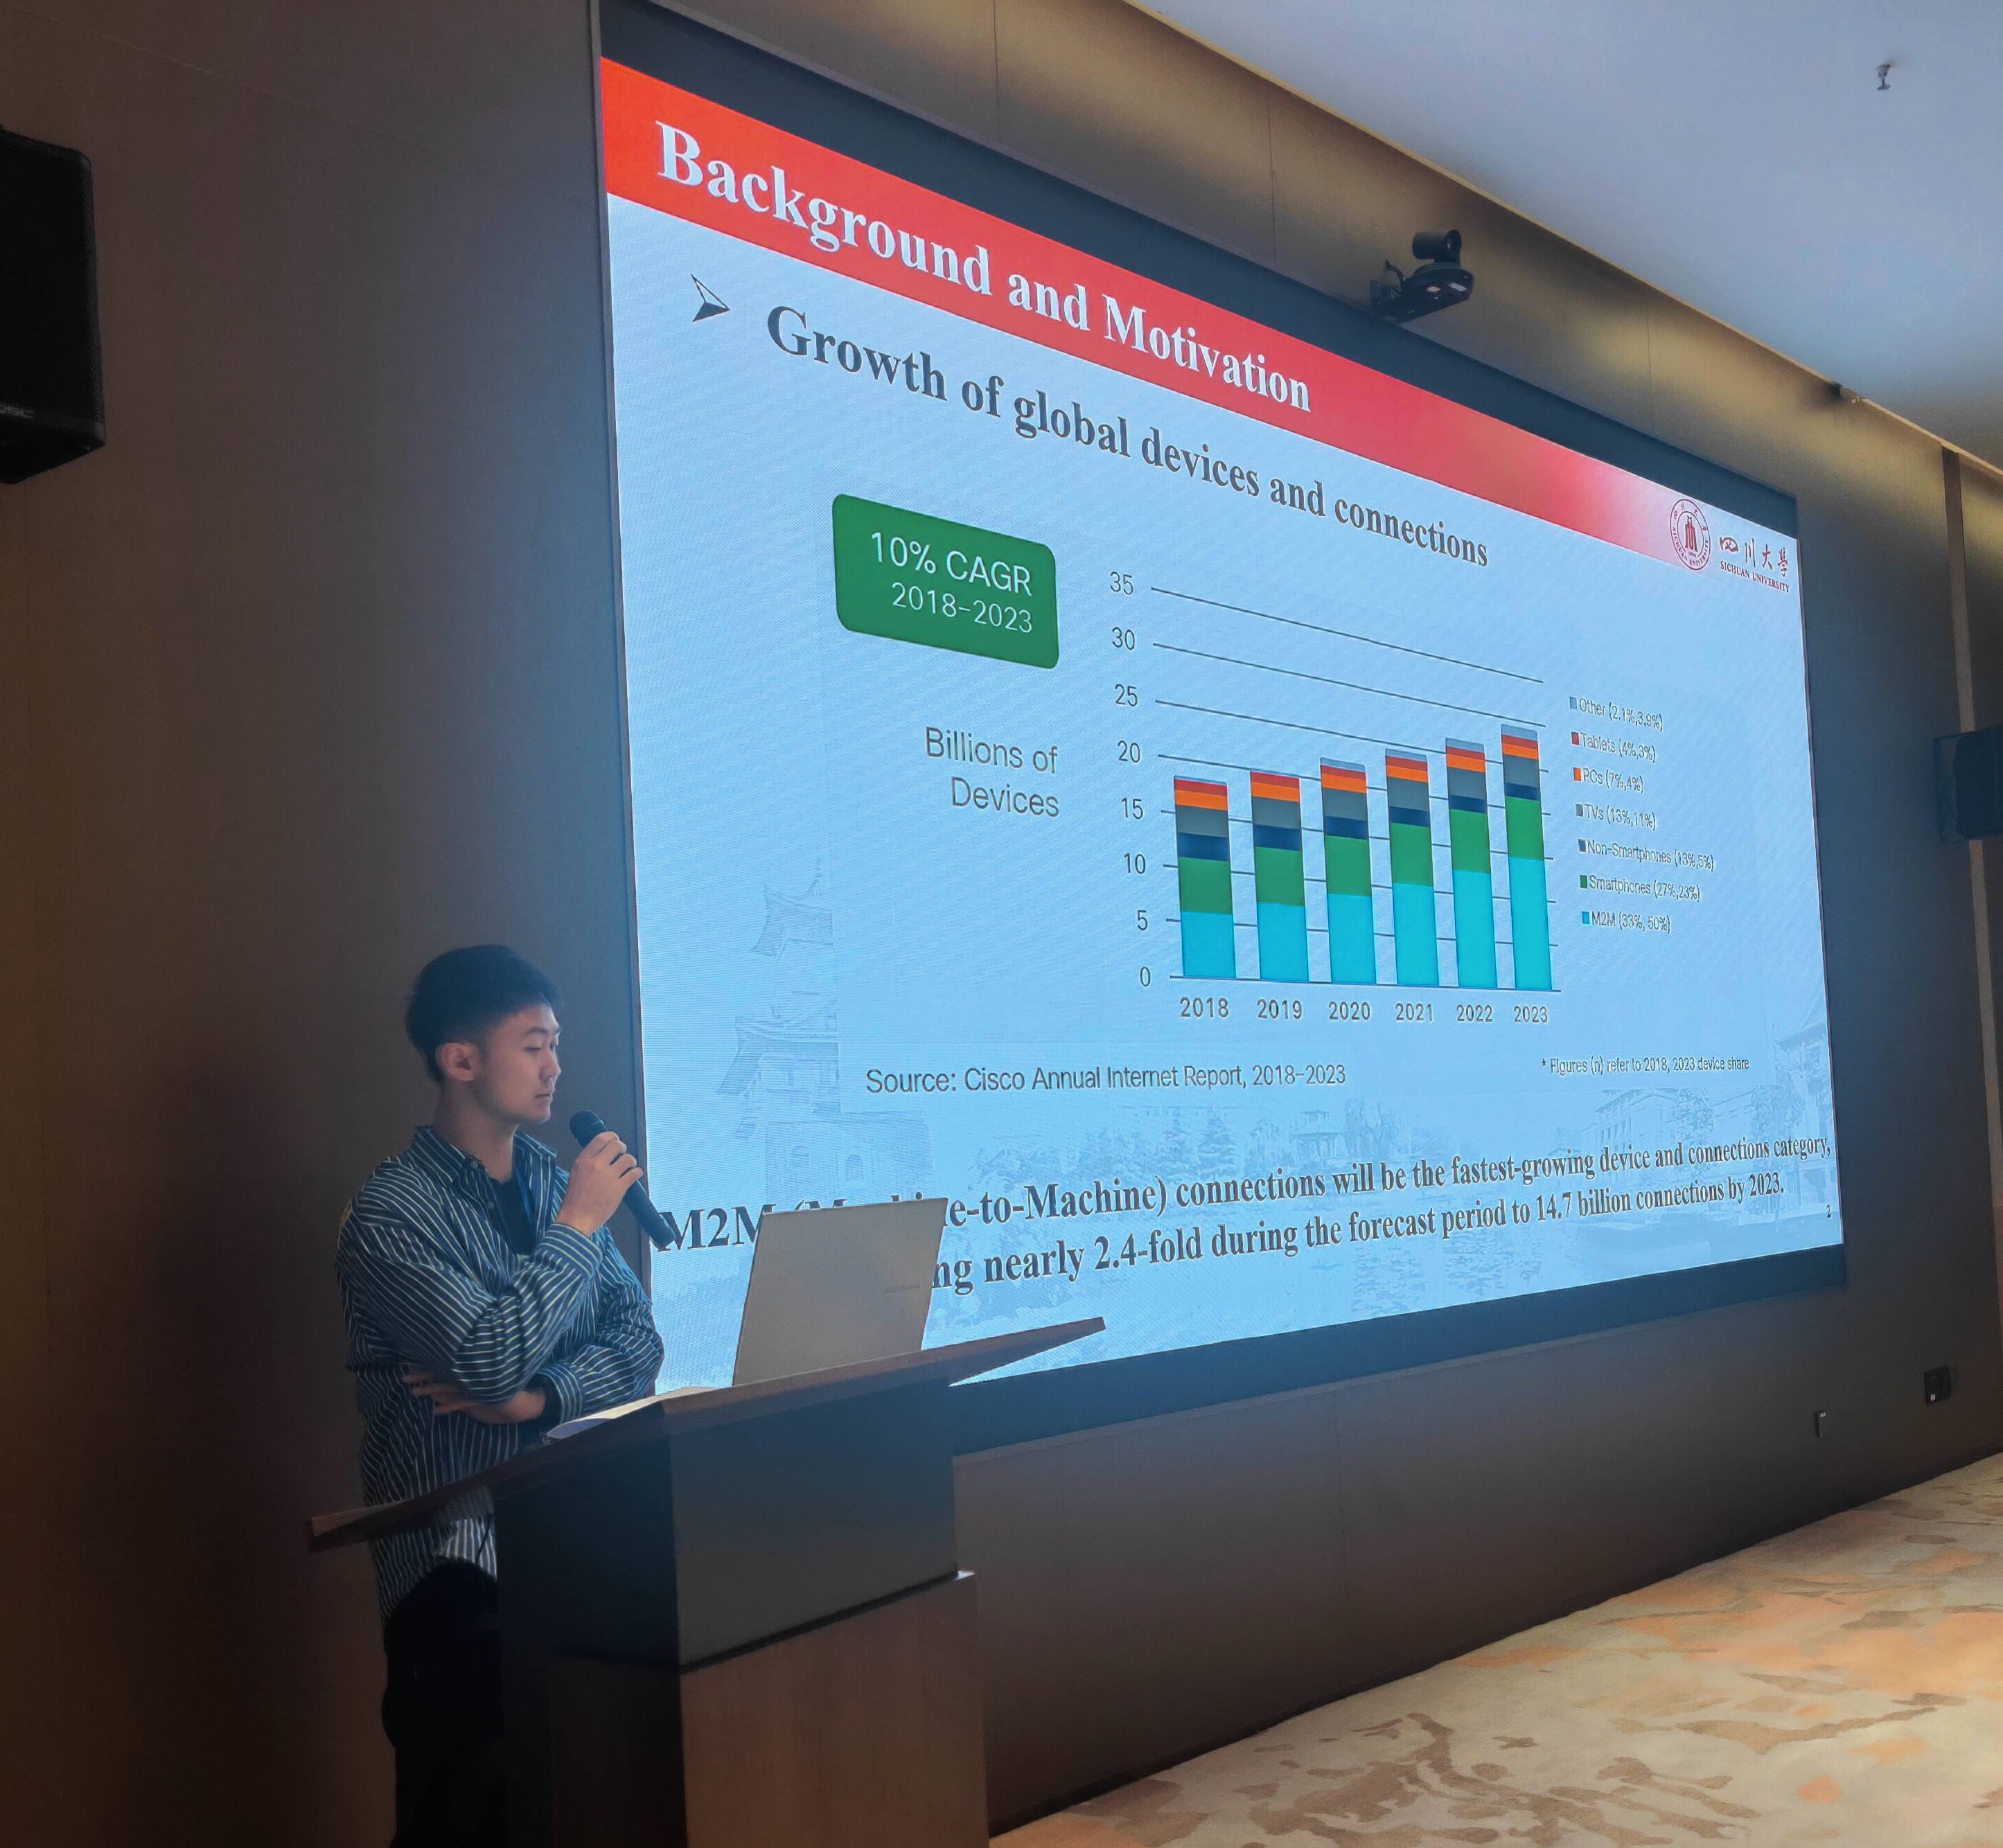 Background and Motivation
Growth of global devices and connections
四川大學
SICHUAN UNIVERSITY
10% CAGR
2018-2023
Billions of
Devices
35
30
25
20
15
10
5
0
2018 2019 2020 2021 2022 2023
Other (2.1%,3.9%)
Tablets (4%,3%)
PCs (7%,4%)
TVs (13%,11%)
Non-Smartphones (13%,5%)
Smartphones (27%,23%)
M2M (33%, 50%)
Source: Cisco Annual Internet Report, 2018-2023
* Figures (n) refer to 2018, 2023 device share
M2M e-to-Machine) connections will be the fastest-growing device and connections category,
ng nearly 2.4-fold during the forecast period to 14.7 billion connections by 2023.
2